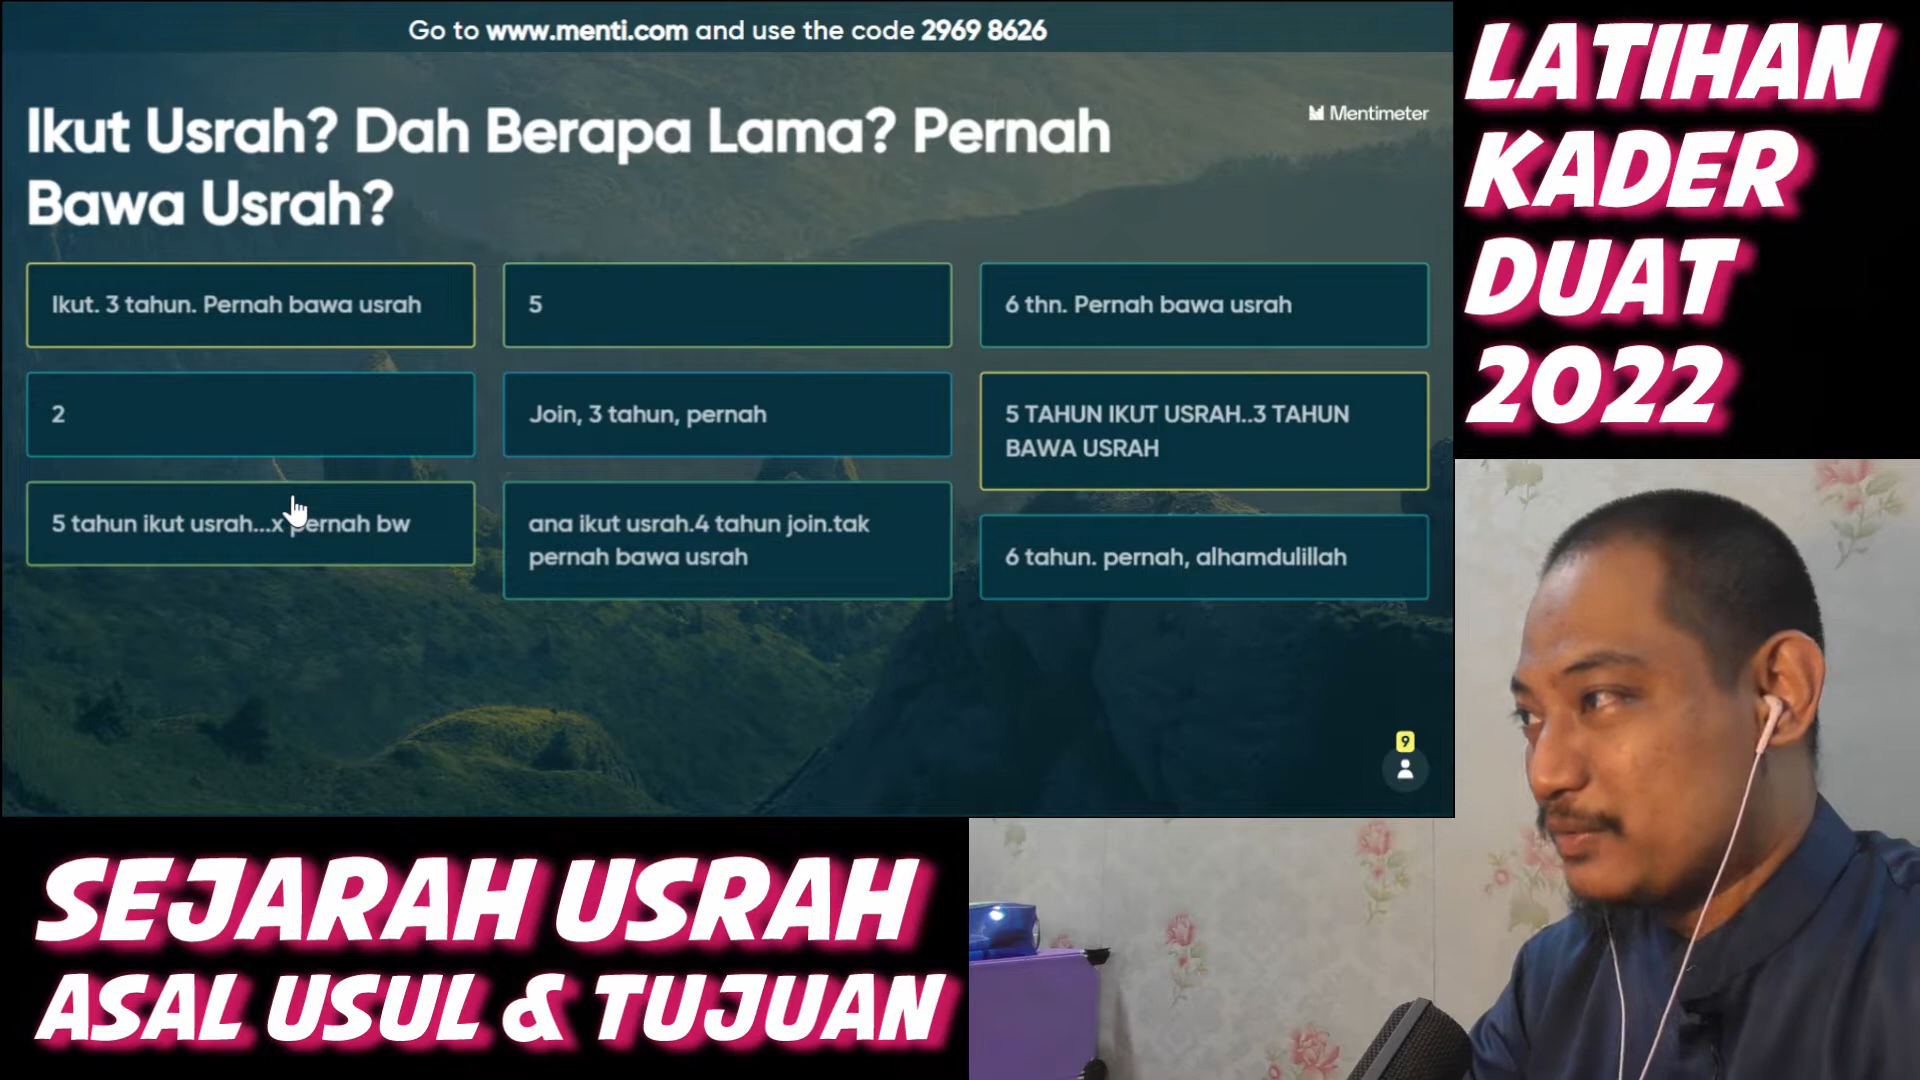 Go to www.menti.com and use the code 2969 8626
Mentimeter
Ikut Usrah? Dah Berapa Lama? Pernah
Bawa Usrah?
Ikut. 3 tahun. Pernah bawa usrah
5
6 thn. Pernah bawa usrah
2
Join, 3 tahun, pernah
5 TAHUN IKUT USRAH..3 TAHUN
BAWA USRAH
5 tahun ikut usrah...x pernah bw
ana ikut usrah.4 tahun join.tak
pernah bawa usrah
6 tahun. pernah, alhamdulillah
9
LATIHAN
KADER
DUAT
2022
SEJARAH USRAH
ASAL USUL & TUJUAN